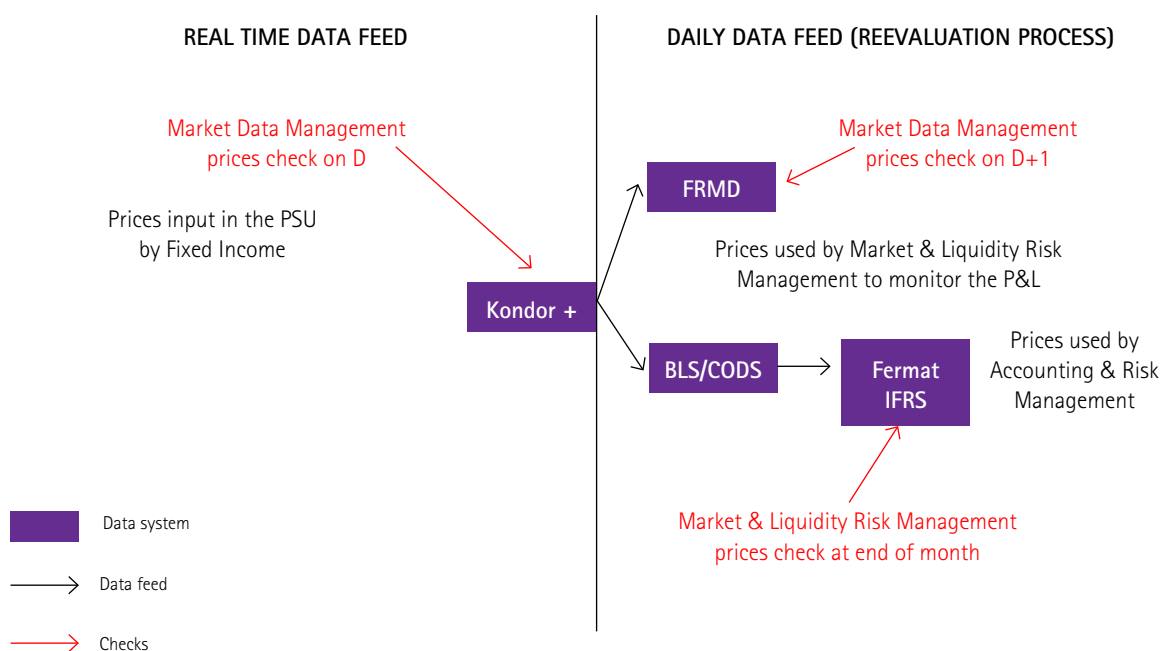 REAL TIME DATA FEED
DAILY DATA FEED (REEVALUATION PROCESS)
Market Data Management
prices check on D
Market Data Management
prices check on D+1
FRMD
Prices input in the PSU
by Fixed Income
Prices used by Market & Liquidity Risk
Management to monitor the P&L
Kondor +
BLS/CODS
Fermat
IFRS
Prices used by
Accounting & Risk
Management
Market & Liquidity Risk Management
prices check at end of month
Data system
Data feed
Checks